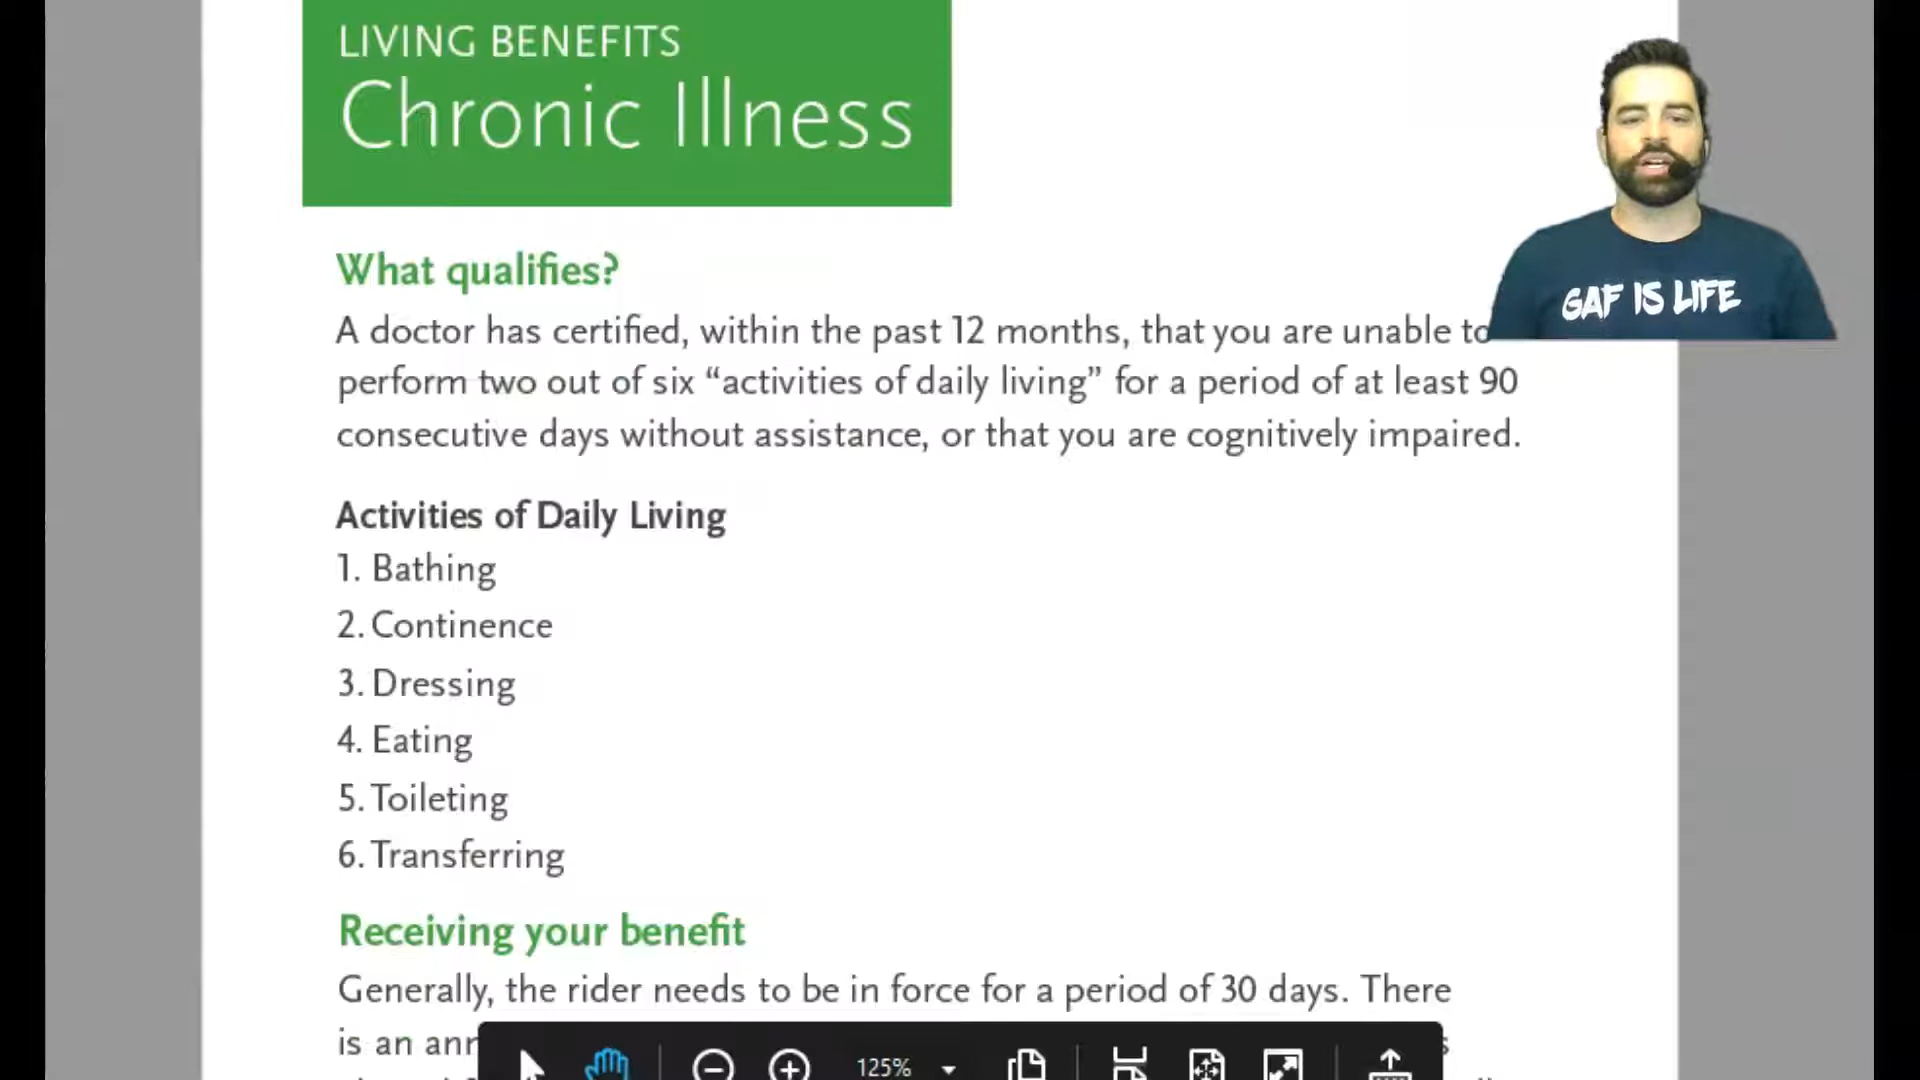 LIVING BENEFITS
Chronic Illness
GAF IS LIFE
What qualifies?
A doctor has certified, within the past 12 months, that you are unable to
perform two out of six “activities of daily living” for a period of at least 90
consecutive days without assistance, or that you are cognitively impaired.
Activities of Daily Living
1. Bathing
2. Continence
3. Dressing
4. Eating
5. Toileting
6. Transferring
Receiving your benefit
Generally, the rider needs to be in force for a period of 30 days. There
is an
125%